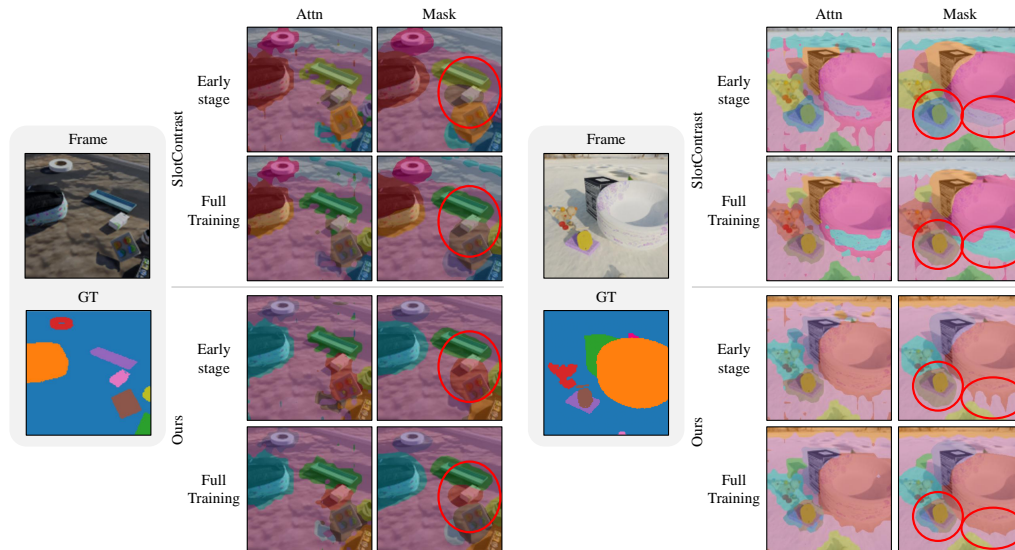 Attn
Mask
Frame
GT
SlotContrast
Early
stage
Full
Training
Ours
Early
stage
Full
Training
Attn
Mask
Frame
GT
SlotContrast
Early
stage
Full
Training
Ours
Early
stage
Full
Training